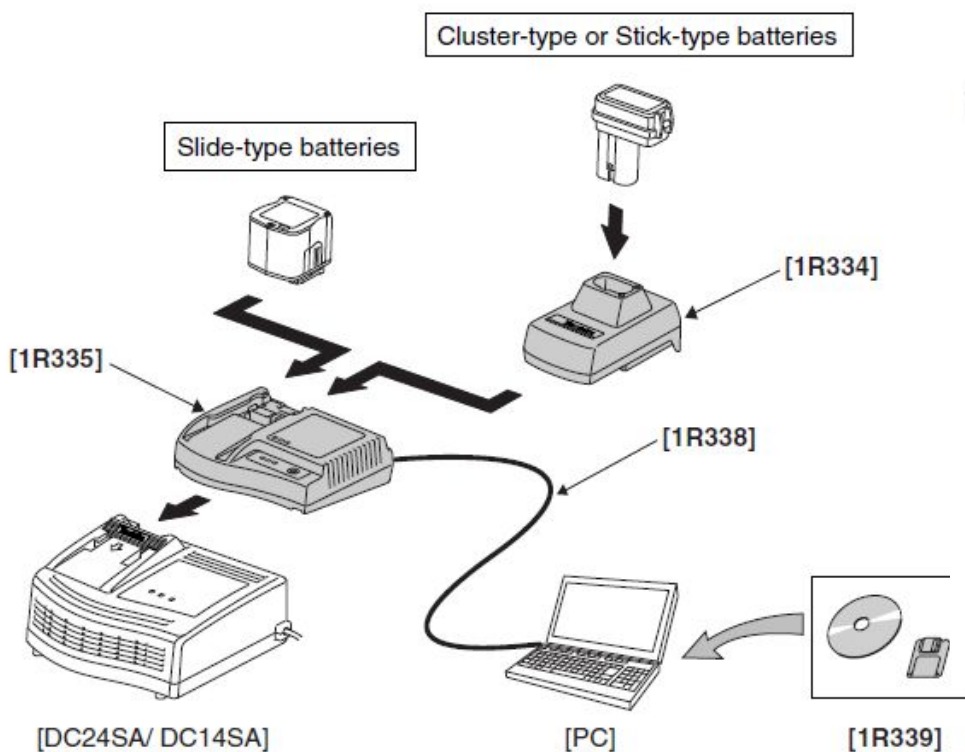 Cluster-type or Stick-type batteries
Slide-type batteries
[1R334]
[1R335]
[1R338]
[DC24SA/ DC14SA]
[PC]
[1R339]